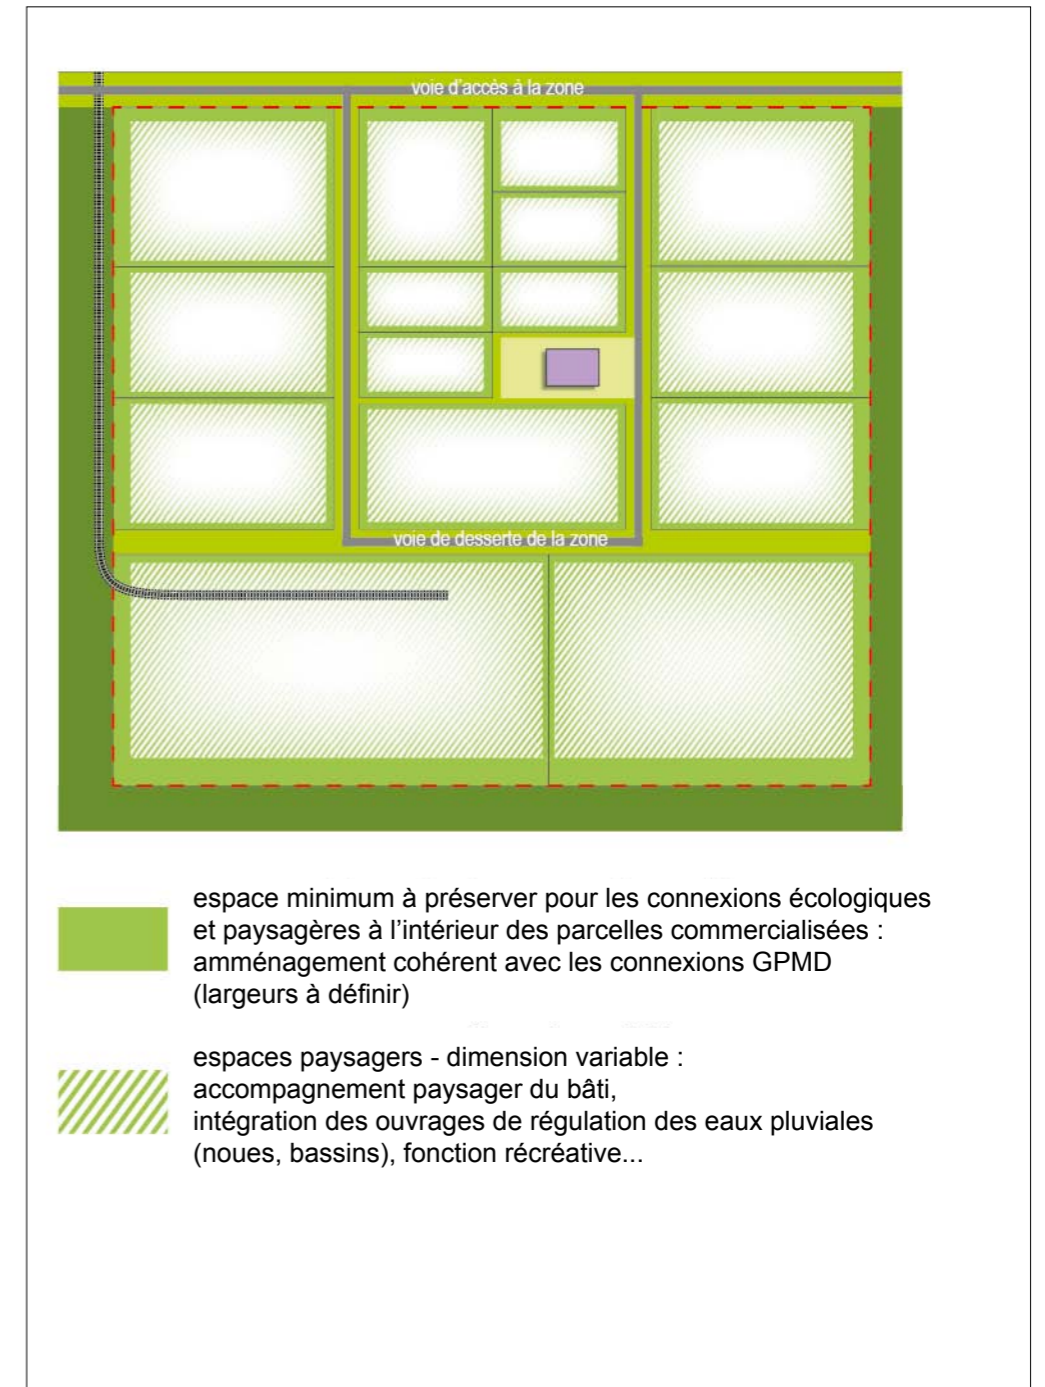 voie d'accès à la zone
voie de desserte de la zone
espace minimum à préserver pour les connexions écologiques
et paysagères à l'intérieur des parcelles commercialisées :
amménagement cohérent avec les connexions GPMD
(largeurs à définir)
espaces paysagers - dimension variable :
accompagnement paysager du bâti,
intégration des ouvrages de régulation des eaux pluviales
(noues, bassins), fonction récréative...